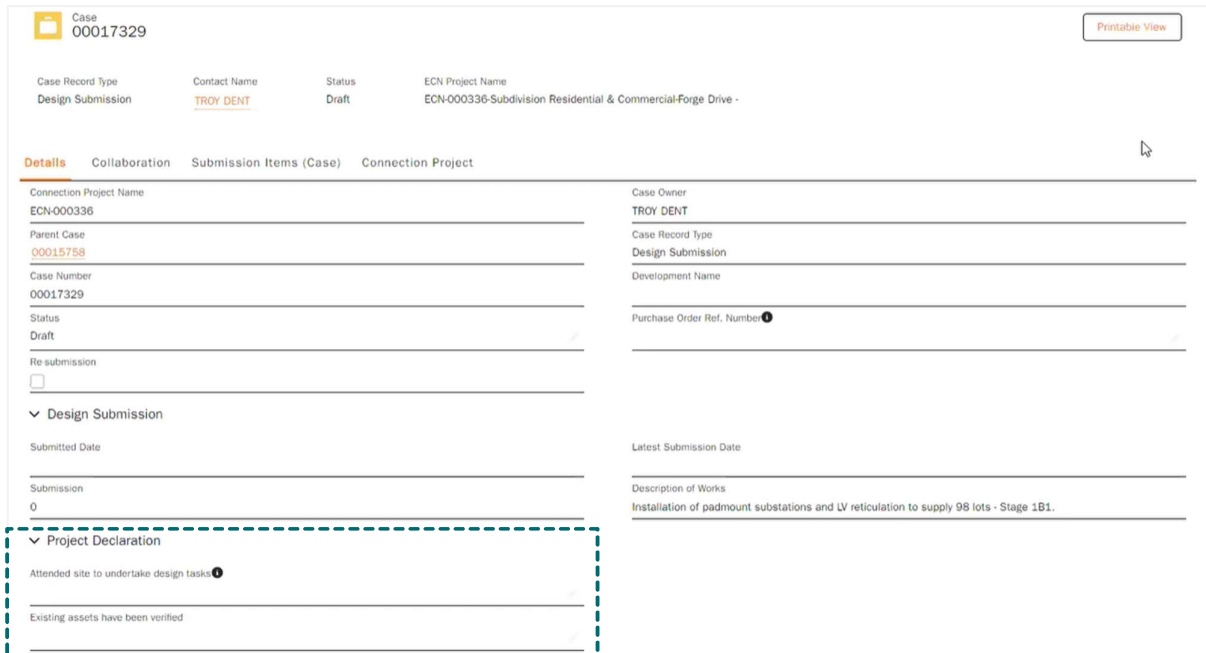 Case
00017329
Printable View
Case Record Type
Contact Name
Status
ECN Project Name
Design Submission
TROY DENT
Draft
ECN-000336-Subdivision Residential & Commercial-Forge Drive -
Details
Collaboration
Submission Items (Case)
Connection Project
Connection Project Name
ECN-000336
Case Owner
TROY DENT
Parent Case
00015758
Case Record Type
Design Submission
Case Number
00017329
Development Name
Status
Draft
Purchase Order Ref. Number
Re-submission
Design Submission
Submitted Date
Latest Submission Date
Submission
0
Description of Works
Installation of padmount substations and LV reticulation to supply 98 lots - Stage 1B1.
Project Declaration
Attended site to undertake design tasks
Existing assets have been verified